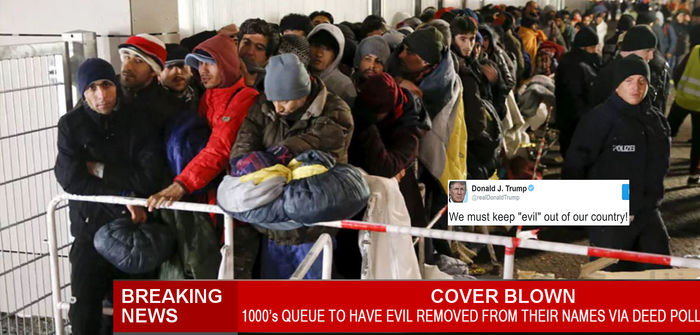 POLIZEI
Donald J. Trump
@realDonaldTrump
We must keep "evil" out of our country!
BREAKING NEWS
COVER BLOWN
1000's QUEUE TO HAVE EVIL REMOVED FROM THEIR NAMES VIA DEED POLL